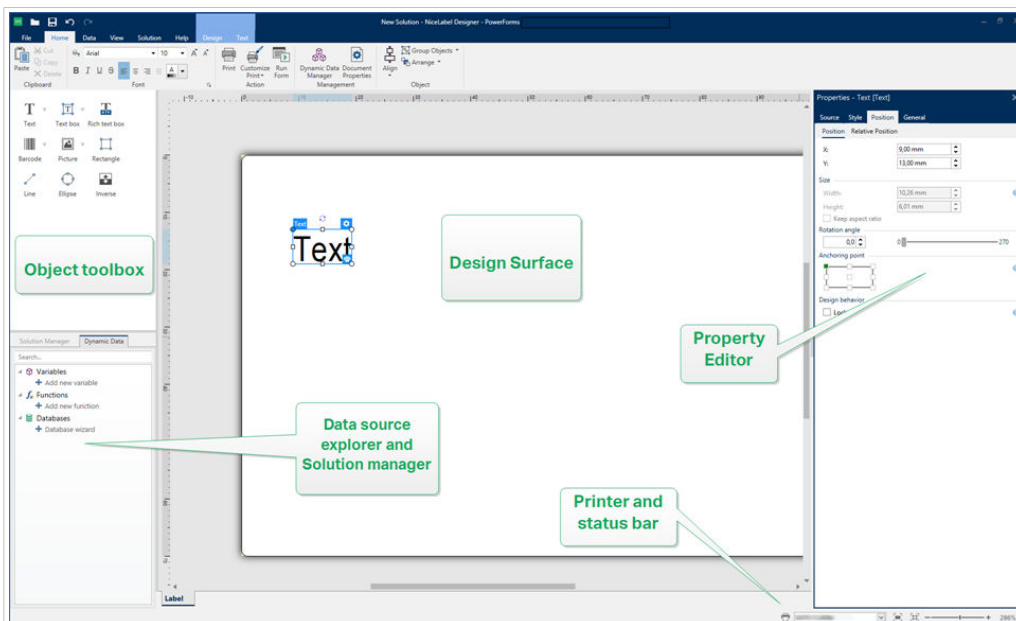 New Solution - NiceLabel Designer - PowerForms
File Home Data View Solution Help Design Text
Paste
Cut
Copy
Delete
Clipboard
Arial 10
B I U
Font
Print
Customize Print
Run Form
Action
Dynamic Data Manager
Document Properties
Management
Align
Group Objects
Arrange
Object
Text Text box Rich text box
Barcode Picture Rectangle
Line Ellipse Inverse
Object toolbox
Solution Manager Dynamic Data
Search...
Variables
Add new variable
Functions
Add new function
Databases
Database wizard
Text
Text
Design Surface
Data source
explorer and
Solution manager
Property
Editor
Printer and
status bar
Label
Properties - Text [Text]
Source Style Position General
Position Relative Position
X: 9,00 mm
Y: 13,00 mm
Size
Width: 10,26 mm
Height: 6,01 mm
Keep aspect ratio
Rotation angle
0,0 0 270
Anchoring point
Design behavior
286%